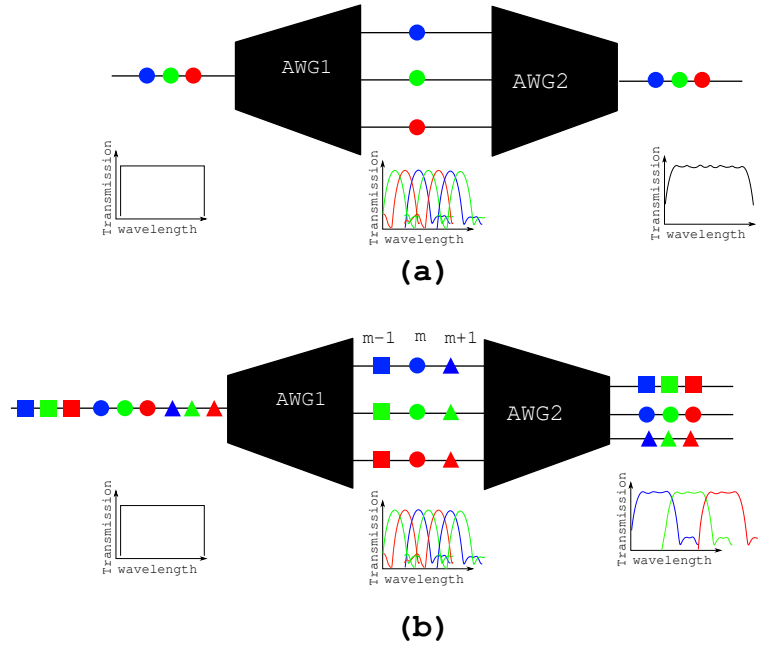 AWG1
AWG2
Transmission
wavelength
Transmission
wavelength
Transmission
wavelength
(a)
m-1 m m+1
AWG1
AWG2
Transmission
wavelength
Transmission
wavelength
Transmission
wavelength
(b)